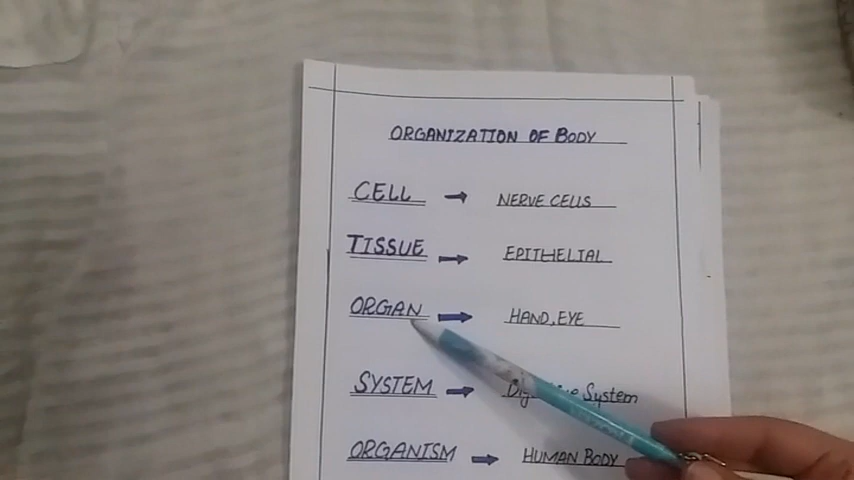 ORGANIZATION OF BODY
CELL → NERVE CELLS
TISSUE → EPITHELIAL
ORGAN → HAND, EYE
SYSTEM → System
ORGANISM → HUMAN BODY